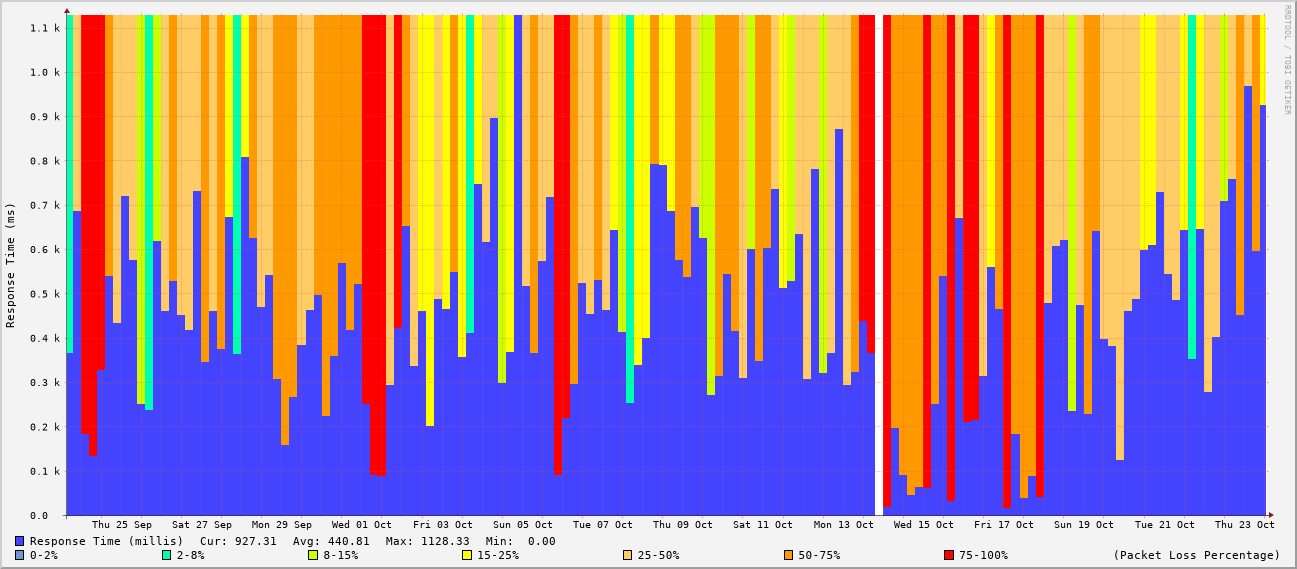 RRDTOOL / TOBI OETIKER
Response Time (ms)
1.1 k
1.0 k
0.9 k
0.8 k
0.7 k
0.6 k
0.5 k
0.4 k
0.3 k
0.2 k
0.1 k
0.0
Thu 25 Sep Sat 27 Sep Mon 29 Sep Wed 01 Oct Fri 03 Oct Sun 05 Oct Tue 07 Oct Thu 09 Oct Sat 11 Oct Mon 13 Oct Wed 15 Oct Fri 17 Oct Sun 19 Oct Tue 21 Oct Thu 23 Oct
Response Time (millis) Cur: 927.31 Avg: 440.81 Max: 1128.33 Min: 0.00
0-2% 2-8% 8-15% 15-25% 25-50% 50-75% 75-100% (Packet Loss Percentage)